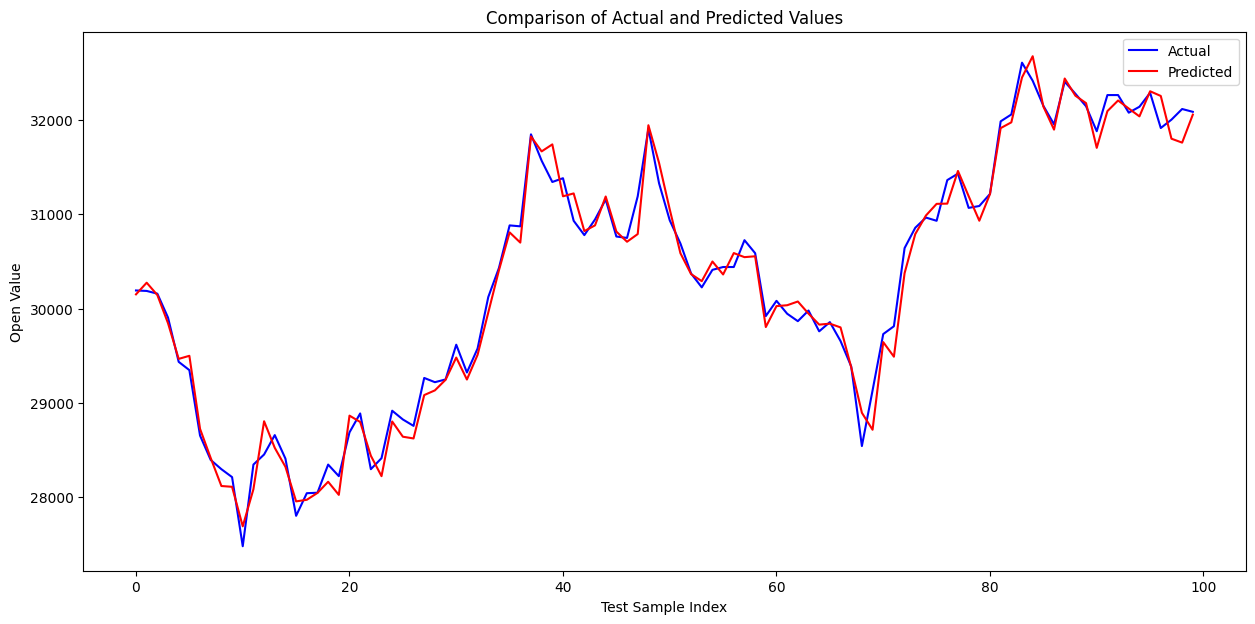 Comparison of Actual and Predicted Values
Actual
Predicted
Open Value
32000
31000
30000
29000
28000
0
20
40
60
80
100
Test Sample Index